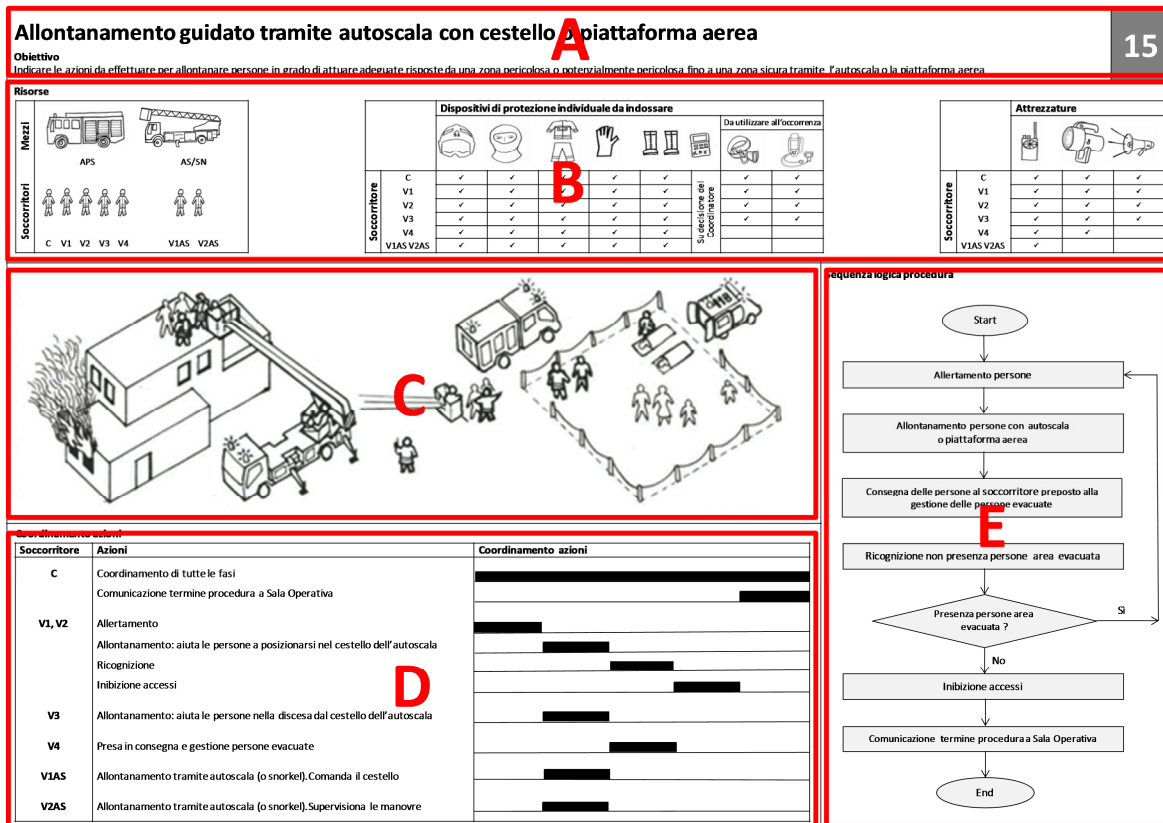 Allontanamento guidato tramite autoscala con cestello o piattaforma aerea
A
15
Obiettivo
Indicare le azioni da effettuare per allontanare persone in grado di attuare adeguate risposte da una zona pericolosa o potenzialmente pericolosa fino a una zona sicura tramite l'autoscala o la piattaforma aerea
Risorse
Mezzi
APS
AS/SN
Soccorritori
C V1 V2 V3 V4
V1AS V2AS
Dispositivi di protezione individuale da indossare
Da utilizzare all'occorrenza
B
Soccorritore
C ✓ ✓ ✓ ✓ ✓ ✓ ✓
V1 ✓ ✓ ✓ ✓ ✓ ✓ ✓
V2 ✓ ✓ ✓ ✓ ✓ ✓ ✓
V3 ✓ ✓ ✓ ✓ ✓ ✓ ✓
V4 ✓ ✓ ✓ ✓ ✓
V1AS V2AS ✓ ✓ ✓ ✓ ✓
Su decisione del
Coordinatore
Attrezzature
Soccorritore
C ✓ ✓ ✓
V1 ✓ ✓ ✓
V2 ✓ ✓ ✓
V3 ✓ ✓ ✓
V4 ✓ ✓
V1AS V2AS ✓
118
C
Coordinamento azioni
Soccorritore Azioni Coordinamento azioni
C Coordinamento di tutte le fasi
Comunicazione termine procedura a Sala Operativa
V1, V2 Allertamento
Allontanamento: aiuta le persone a posizionarsi nel cestello dell'autoscala
Ricognizione
Inibizione accessi
D
V3 Allontanamento: aiuta le persone nella discesa dal cestello dell'autoscala
V4 Presa in consegna e gestione persone evacuate
V1AS Allontanamento tramite autoscala (o snorkel). Comanda il cestello
V2AS Allontanamento tramite autoscala (o snorkel). Supervisiona le manovre
Sequenza logica procedura
Start
Allertamento persone
Allontanamento persone con autoscala
o piattaforma aerea
Consegna delle persone al soccorritore preposto alla
gestione delle persone evacuate
E
Ricognizione non presenza persone area evacuata
Presenza persone area
evacuata ?
Sì
No
Inibizione accessi
Comunicazione termine procedura a Sala Operativa
End